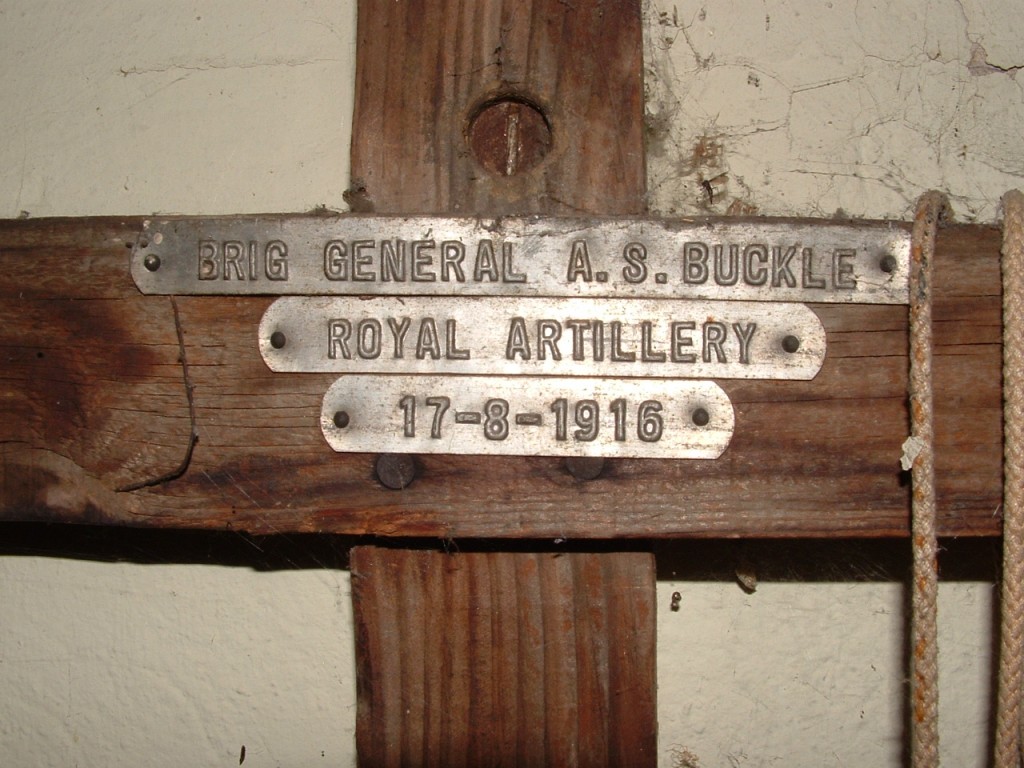 BRIG GENERAL A.S. BUCKLE
ROYAL ARTILLERY
17-8-1916